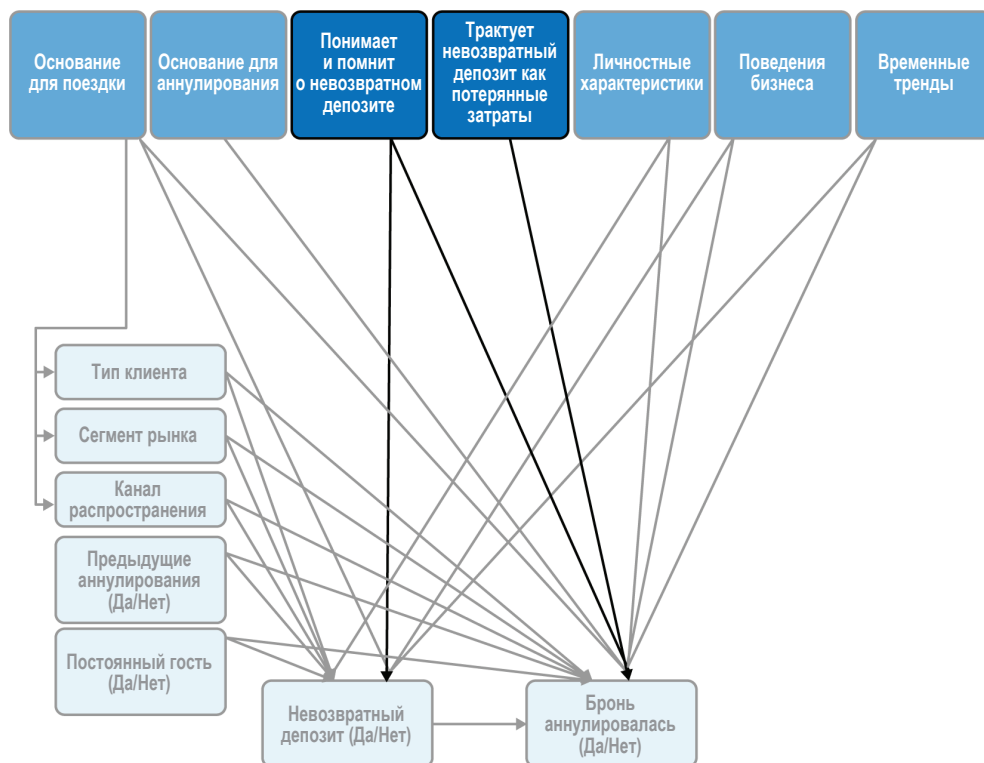 Основание
для поездки
Основание для
аннулирования
Понимает
и помнит
о невозвратном
депозите
Трактует
невозвратный
депозит как
потерянные
затраты
Личностные
характеристики
Поведения
бизнеса
Временные
тренды
Тип клиента
Сегмент рынка
Канал
распространения
Предыдущие
аннулирования
(Да/Нет)
Постоянный гость
(Да/Нет)
Невозвратный
депозит (Да/Нет)
Бронь
аннулировалась
(Да/Нет)